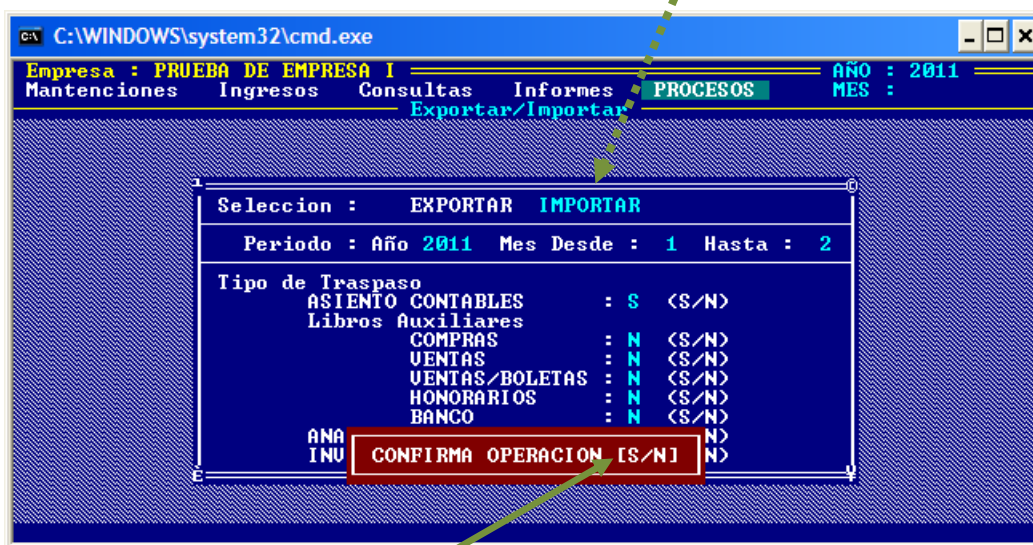 C:\WINDOWS\system32\cmd.exe
Empresa : PRUEBA DE EMPRESA I AÑO : 2011
Mantenciones Ingresos Consultas Informes PROCESOS MES :
Exportar/Importar
Seleccion : EXPORTAR IMPORTAR
Periodo : Año 2011 Mes Desde : 1 Hasta : 2
Tipo de Traspaso
ASIENTO CONTABLES : S (S/N)
Libros Auxiliares
COMPRAS : N (S/N)
VENTAS : N (S/N)
VENTAS/BOLETAS : N (S/N)
HONORARIOS : N (S/N)
BANCO : N (S/N)
ANA N)
CONFIRMA OPERACION [S/N]
INV N)